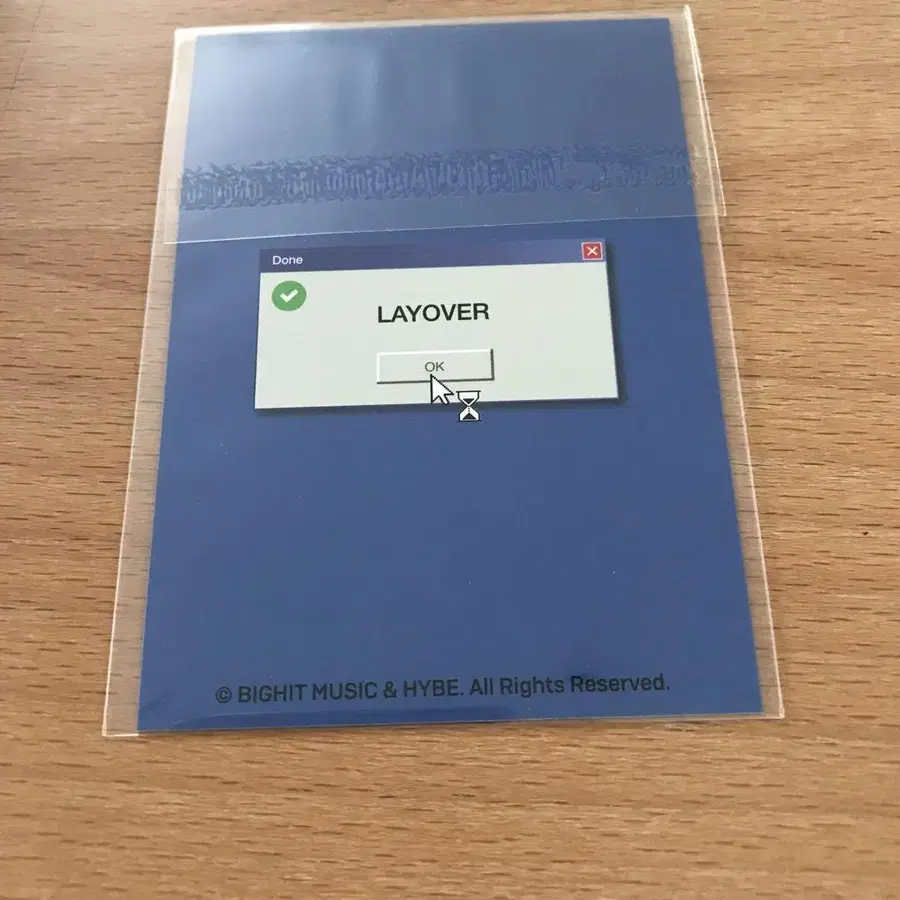 Done
LAYOVER
OK
© BIGHIT MUSIC & HYBE. All Rights Reserved.